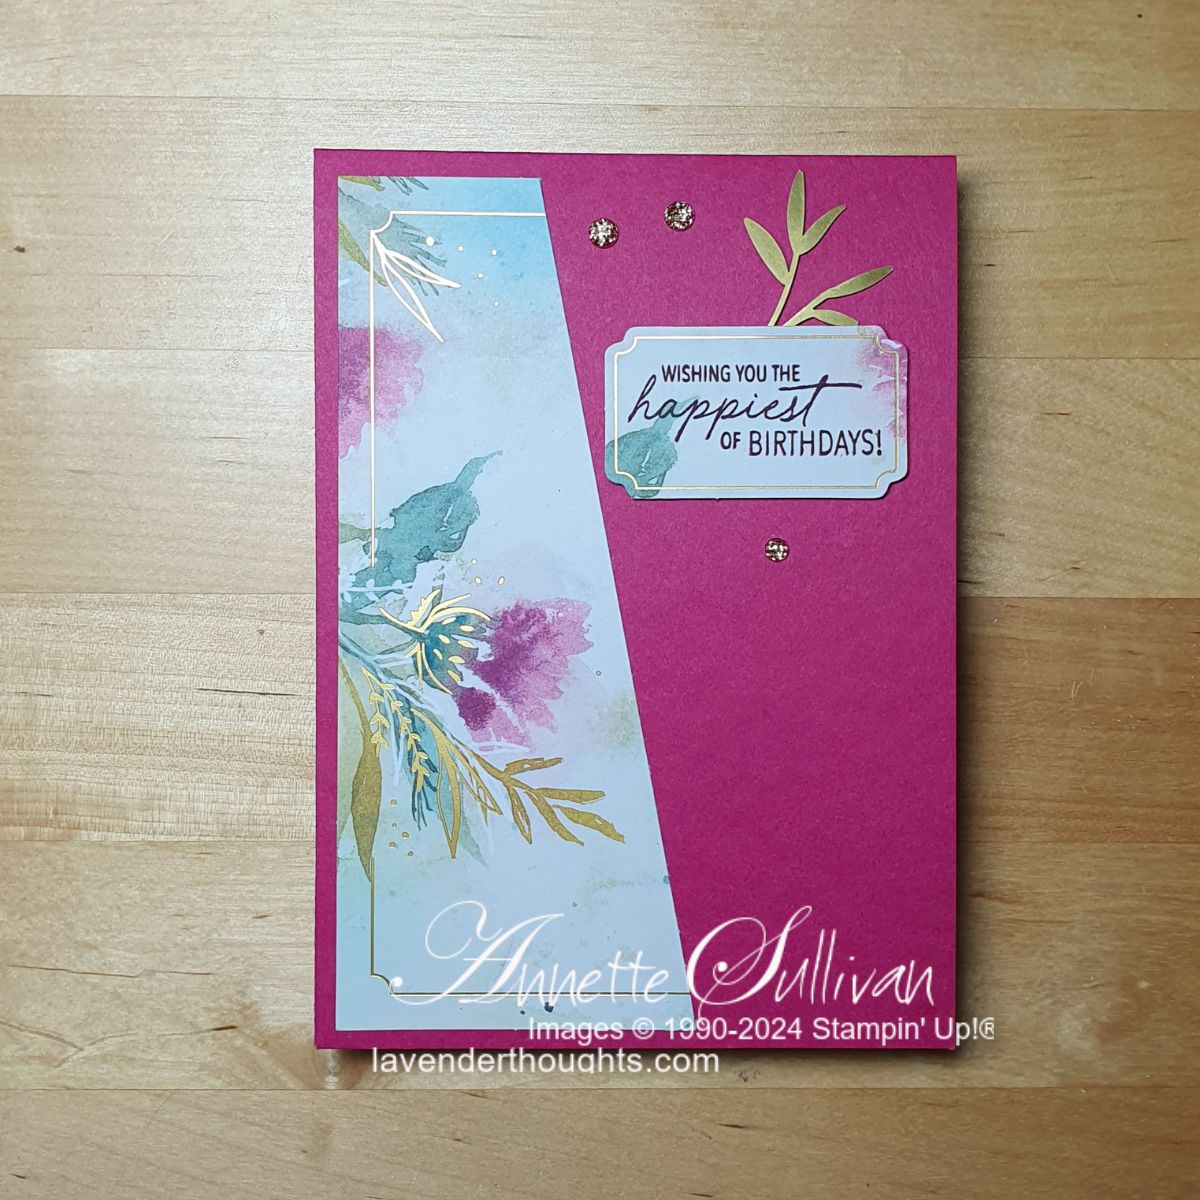 WISHING YOU THE
happiest
OF BIRTHDAYS!
Annette Sullivan
Images © 1990-2024 Stampin' Up!®
lavenderthoughts.com